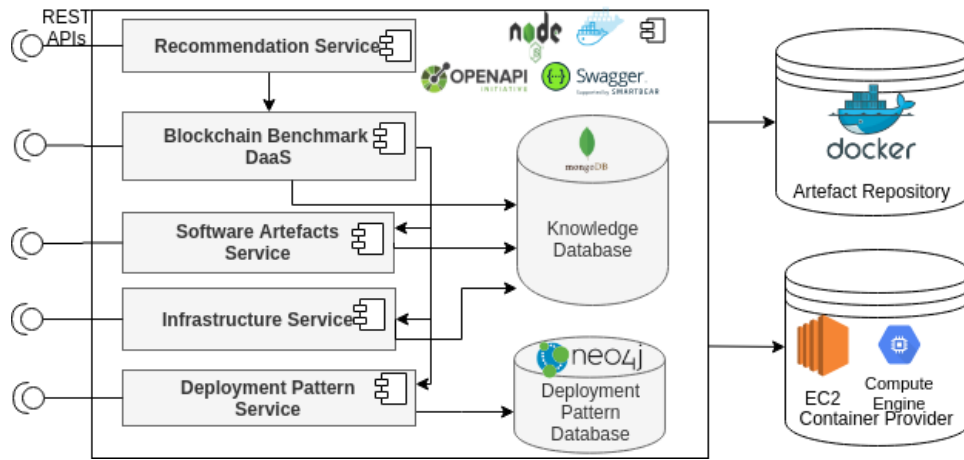 REST
APIs
Recommendation Service
node
JS
OPENAPI
INITIATIVE
Swagger.
Supported by SMARTBEAR
Blockchain Benchmark
DaaS
Software Artefacts
Service
Infrastructure Service
Deployment Pattern
Service
mongoDB
Knowledge
Database
neo4j
Deployment
Pattern
Database
docker
Artefact Repository
EC2
Compute
Engine
Container Provider